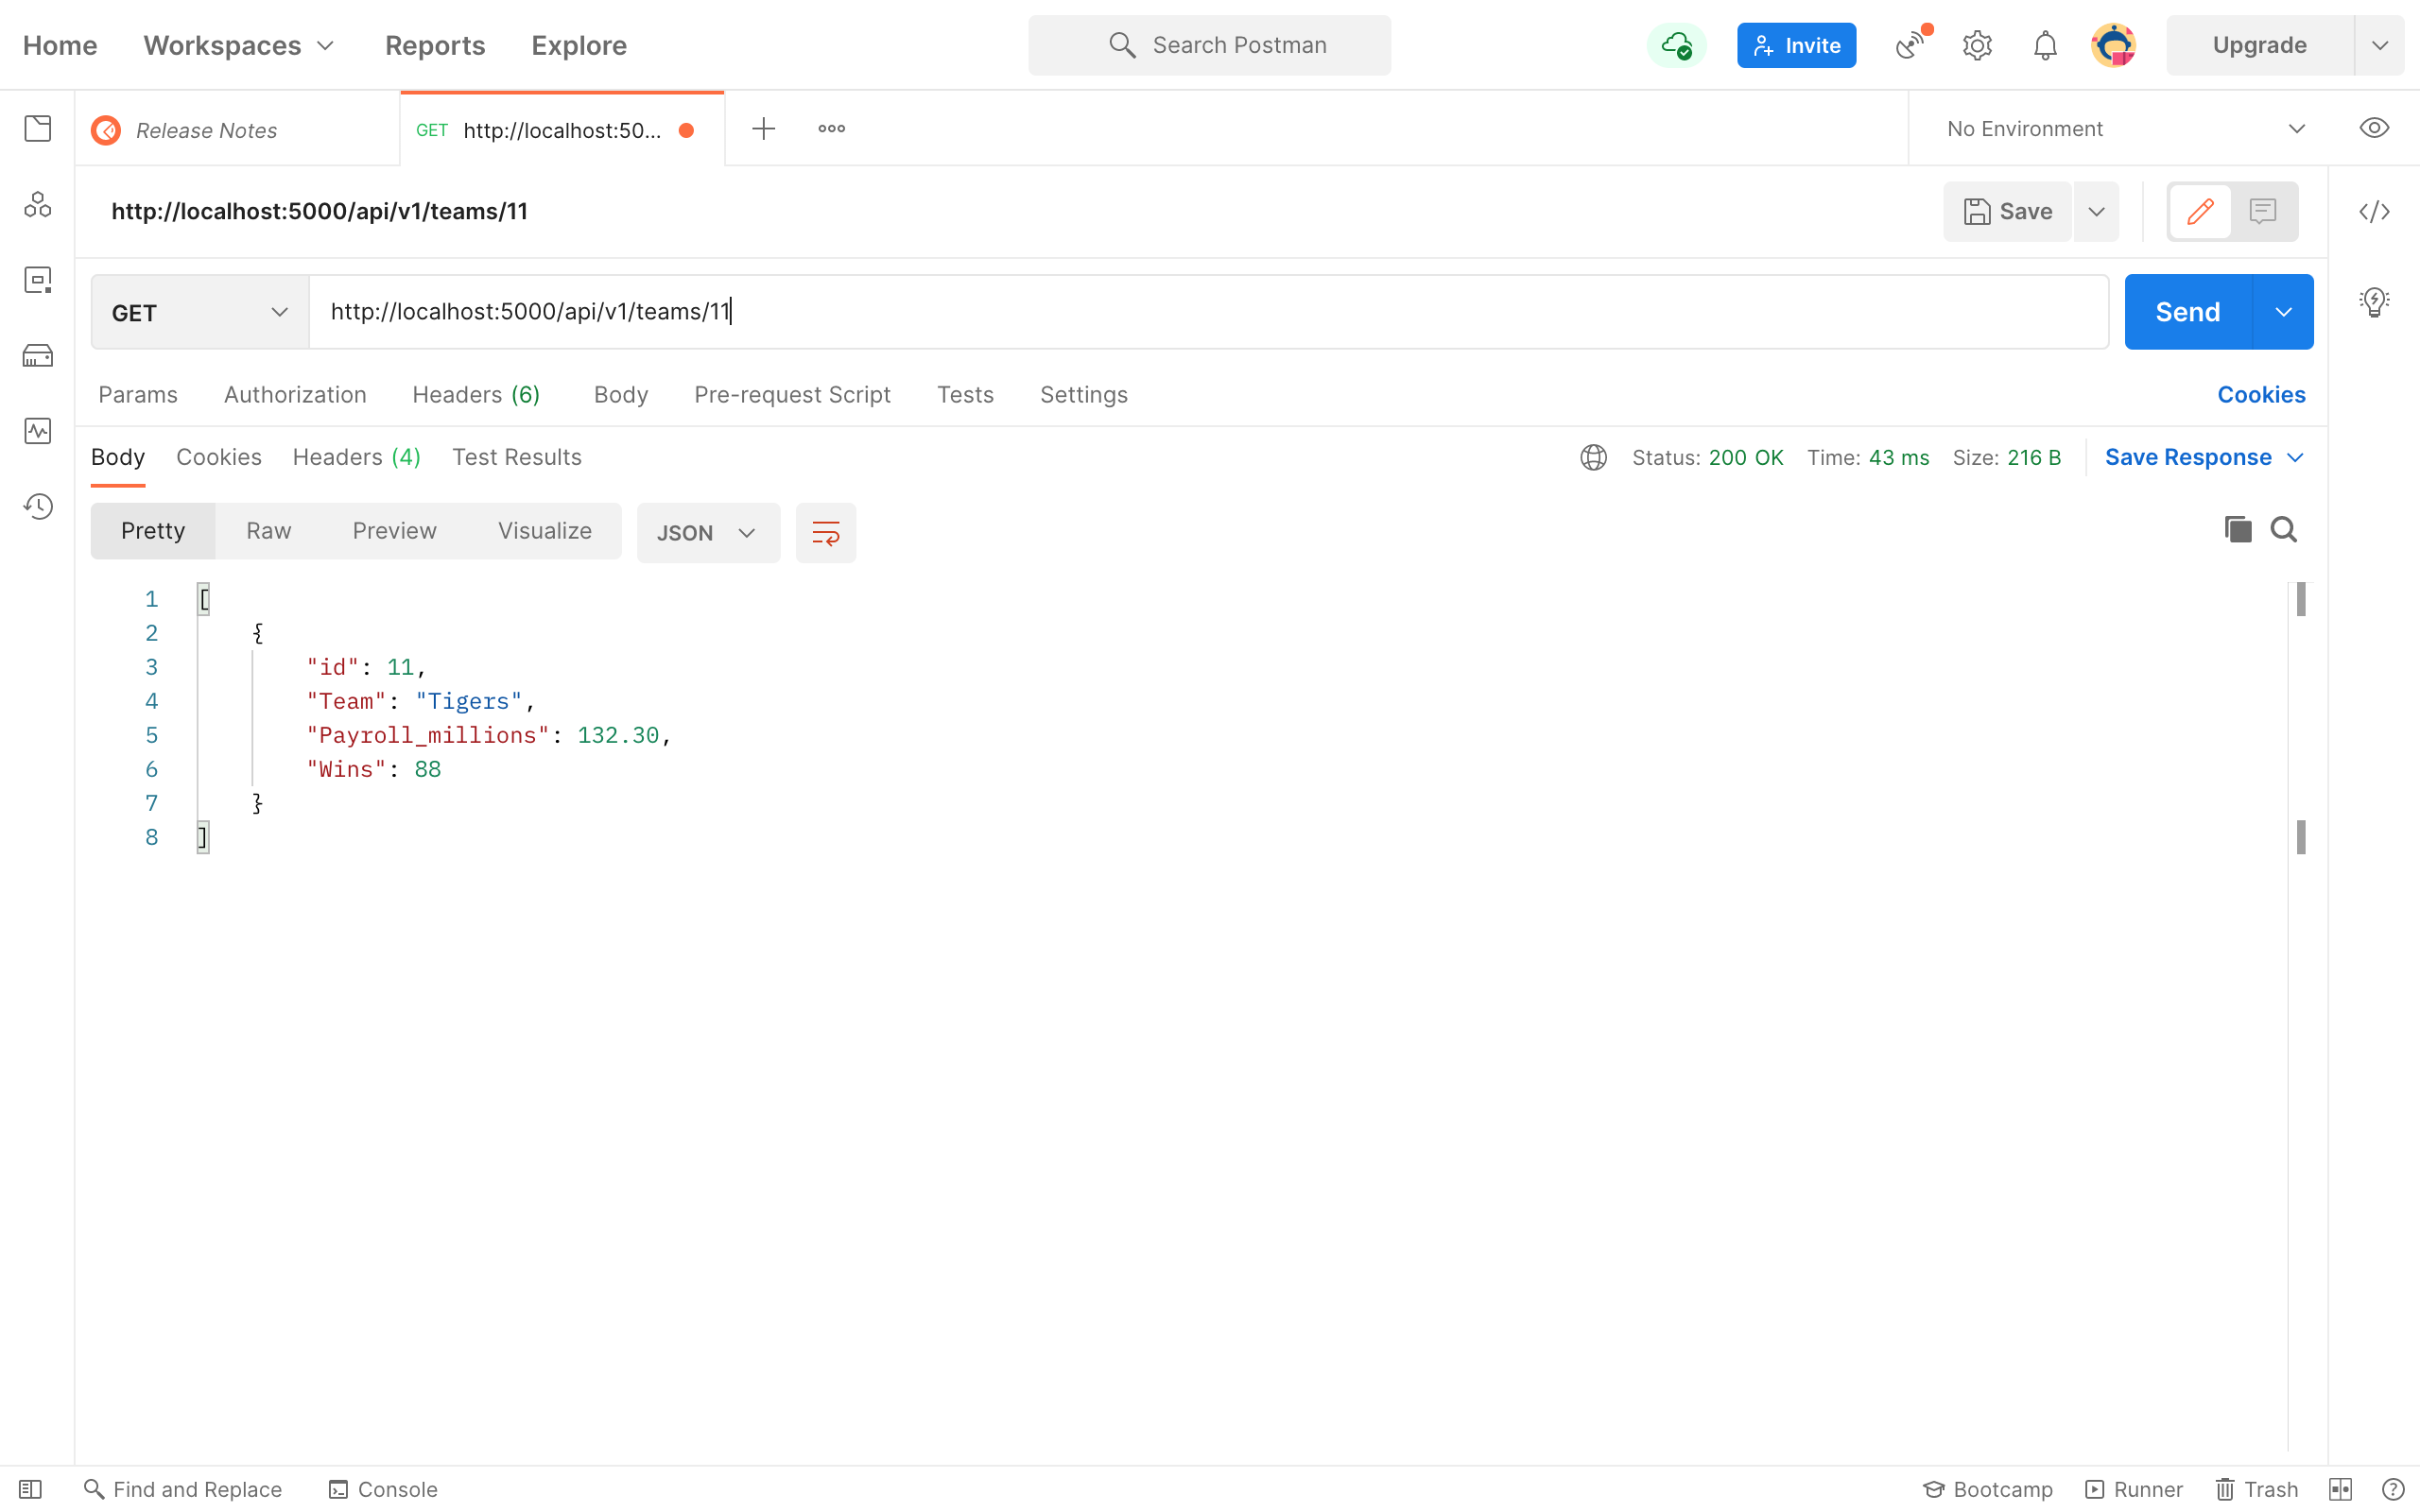 Home Workspaces Reports Explore Search Postman Invite Upgrade
Release Notes GET http://localhost:50... No Environment
http://localhost:5000/api/v1/teams/11 Save
GET http://localhost:5000/api/v1/teams/11 Send
Params Authorization Headers (6) Body Pre-request Script Tests Settings Cookies
Body Cookies Headers (4) Test Results Status: 200 OK Time: 43 ms Size: 216 B Save Response
Pretty Raw Preview Visualize JSON
1 [
2 {
3 "id": 11,
4 "Team": "Tigers",
5 "Payroll_millions": 132.30,
6 "Wins": 88
7 }
8 ]
Find and Replace Console Bootcamp Runner Trash